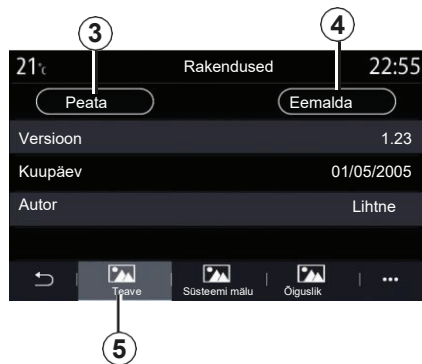 3
4
21°c Rakendused 22:55
Peata Eemalda
Versioon 1.23
Kuupäev 01/05/2005
Autor Lihtne
Teave Süsteemi mälu Õiguslik
5